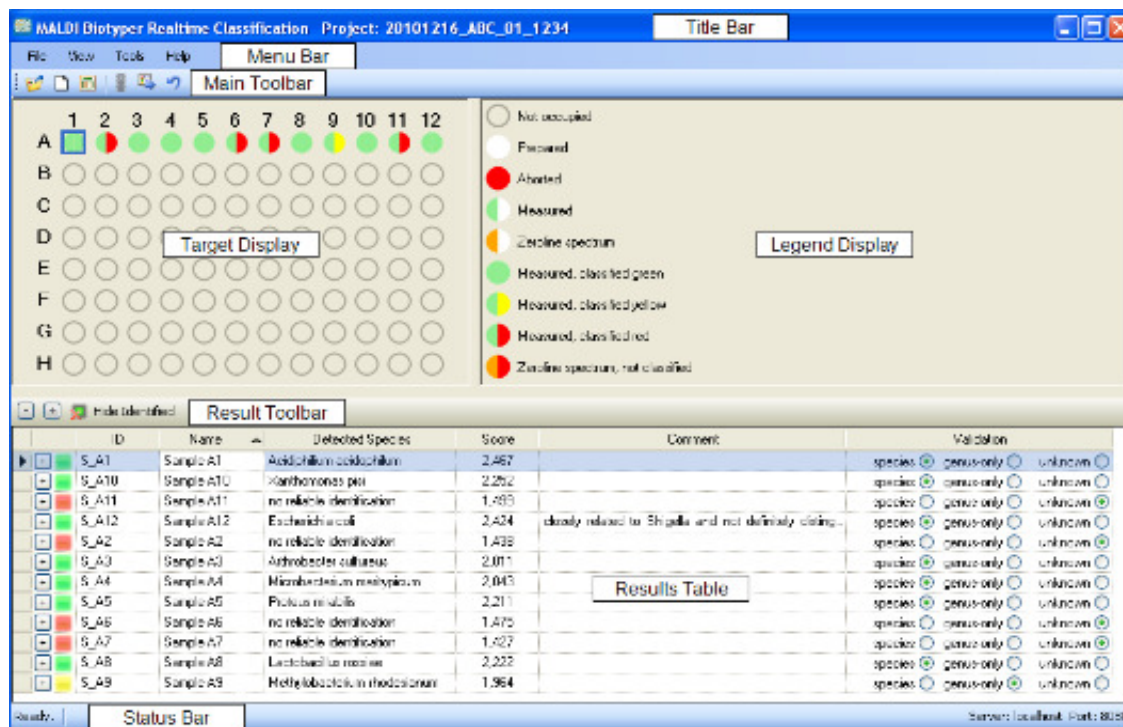 MALDI Biotyper Realtime Classification Project: 20101216_ABC_01_1234 Title Bar
File View Tools Help Menu Bar
Main Toolbar
1 2 3 4 5 6 7 8 9 10 11 12
A
B
C
D
E
F
G
H
Target Display
Not occupied
Prepared
Aborted
Measured
Zeroline spectrum
Measured, classified green
Measured, classified yellow
Measured, classified red
Zeroline spectrum, not classified
Legend Display
Hide Identified Result Toolbar
ID Name Detected Species Score Comment Validation
S_A1 Sample A1 Acidiphilium acidophilum 2,467 species genus-only unknown
S_A10 Sample A10 Xanthomonas pisi 2,252 species genus-only unknown
S_A11 Sample A11 no reliable identification 1,499 species genus-only unknown
S_A12 Sample A12 Escherichia coli 2,424 closely related to Shigella and not definitely disting... species genus-only unknown
S_A2 Sample A2 no reliable identification 1,438 species genus-only unknown
S_A3 Sample A3 Arthrobacter sulfureus 2,011 species genus-only unknown
S_A4 Sample A4 Microbacterium maritypicum 2,043 species genus-only unknown
S_A5 Sample A5 Proteus mirabilis 2,211 species genus-only unknown
S_A6 Sample A6 no reliable identification 1,475 species genus-only unknown
S_A7 Sample A7 no reliable identification 1,427 species genus-only unknown
S_A8 Sample A8 Lactobacillus 2,222 species genus-only unknown
S_A9 Sample A9 Methylobacterium rhodesianum 1,964 species genus-only unknown
Results Table
Ready. Status Bar Server: localhost Port: